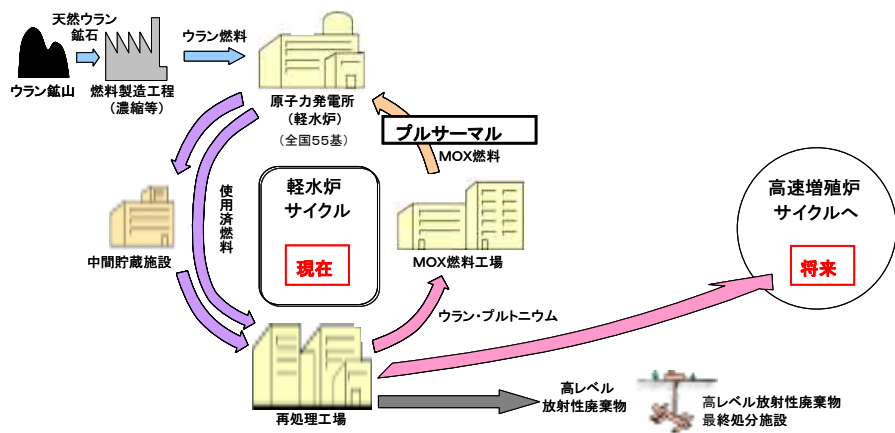 天然ウラン
鉱石
ウラン鉱山
燃料製造工程
(濃縮等)
ウラン燃料
原子力発電所
(軽水炉)
(全国55基)
プルサーマル
MOX燃料
使用済燃料
中間貯蔵施設
軽水炉
サイクル
現在
MOX燃料工場
ウラン・プルトニウム
再処理工場
高速増殖炉
サイクルへ
将来
高レベル
放射性廃棄物
高レベル放射性廃棄物
最終処分施設